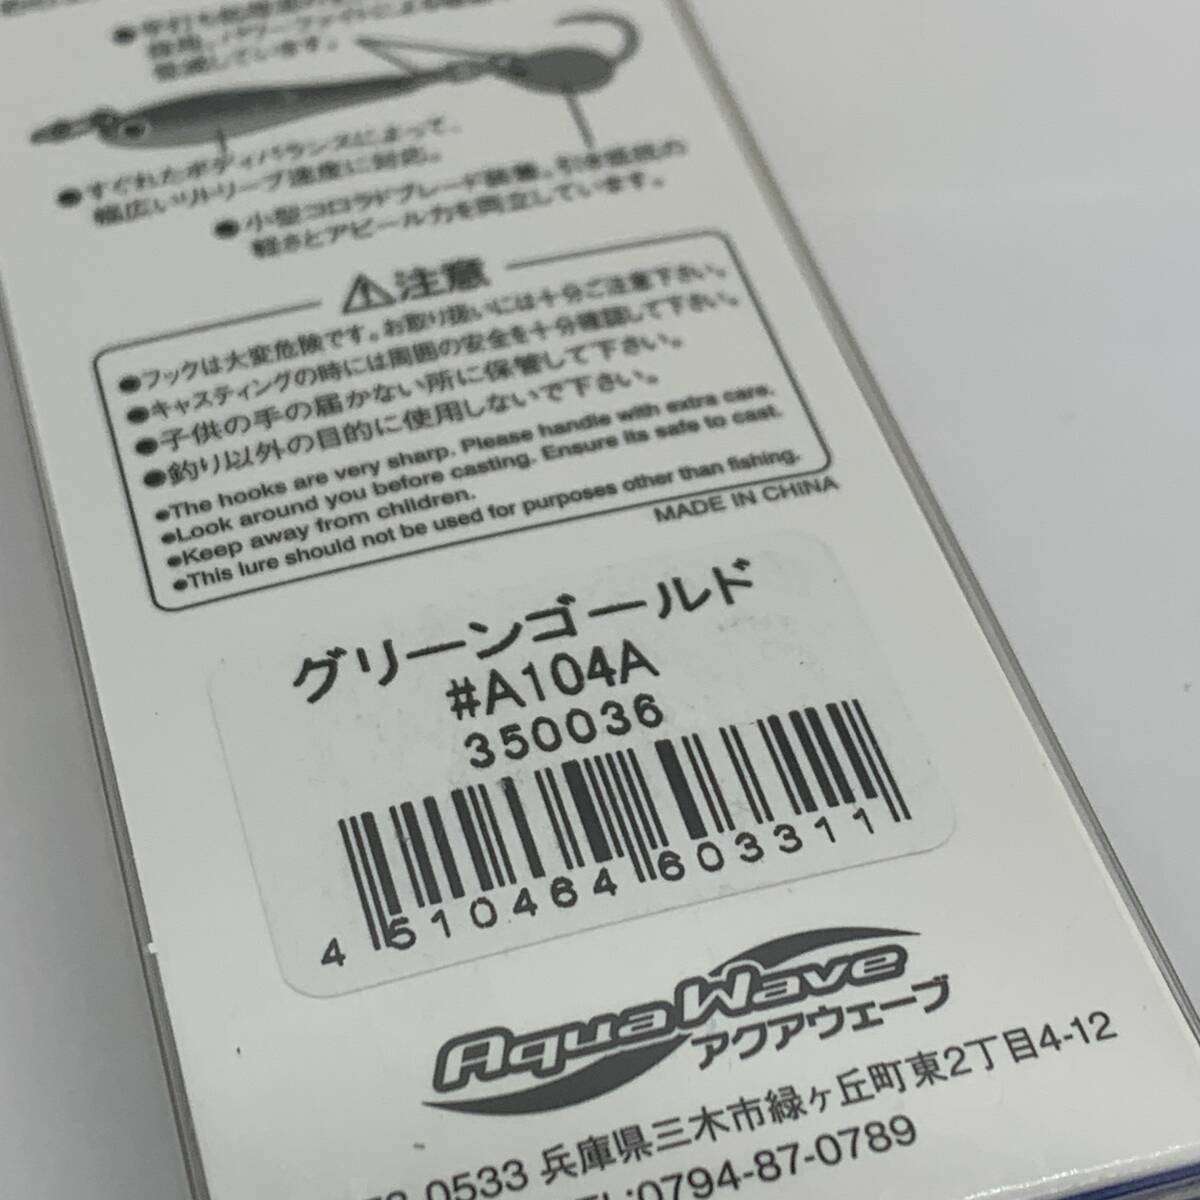 すぐれたボディバランスによって、
幅広いリトリーブ速度に対応。
●小型コロラドブレード装備。引き抵抗の
軽さとアピール力を両立しています。
⚠注意
●フックは大変危険です。お取り扱いには十分ご注意下さい。
●キャスティングの時には周囲の安全を十分確認して下さい。
●子供の手の届かない所に保管して下さい。
●釣り以外の目的に使用しないで下さい。
●The hooks are very sharp. Please handle with extra care.
●Look around you before casting. Ensure its safe to cast.
●Keep away from children.
●This lure should not be used for purposes other than fishing.
MADE IN CHINA
グリーンゴールド
#A104A
350036
4 510464 603311
AquaWave
アクアウェーブ
0533 兵庫県三木市緑ヶ丘町東2丁目4-12
TEL:0794-87-0789